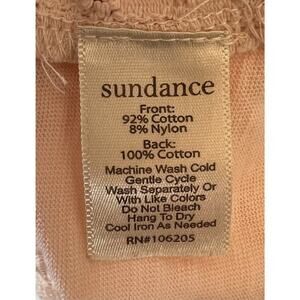 sundance
Front:
92% Cotton
8% Nylon
Back:
100% Cotton
Machine Wash Cold
Gentle Cycle
Wash Separately Or
With Like Colors
Do Not Bleach
Hang To Dry
Cool Iron As Needed
RN#106205